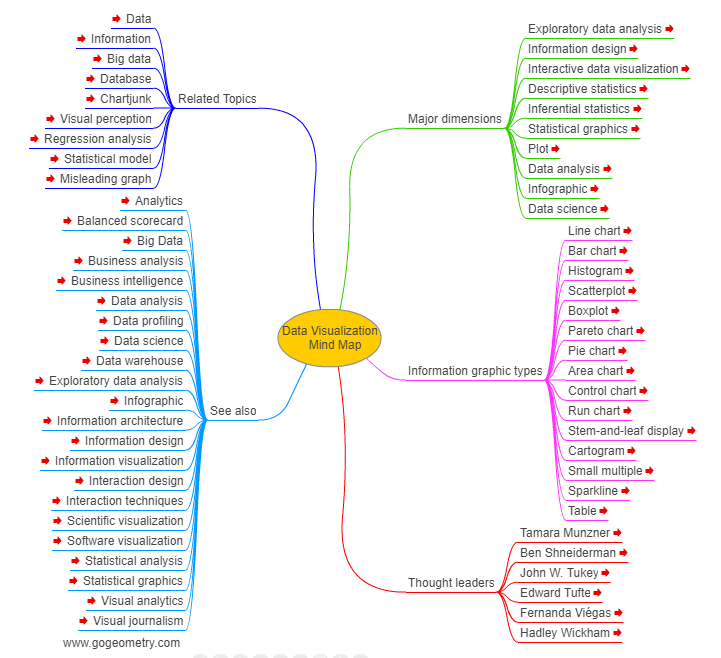 Data Visualization
Mind Map
Related Topics
Data
Information
Big data
Database
Chartjunk
Visual perception
Regression analysis
Statistical model
Misleading graph
See also
Analytics
Balanced scorecard
Big Data
Business analysis
Business intelligence
Data analysis
Data profiling
Data science
Data warehouse
Exploratory data analysis
Infographic
Information architecture
Information design
Information visualization
Interaction design
Interaction techniques
Scientific visualization
Software visualization
Statistical analysis
Statistical graphics
Visual analytics
Visual journalism
www.gogeometry.com
Major dimensions
Exploratory data analysis
Information design
Interactive data visualization
Descriptive statistics
Inferential statistics
Statistical graphics
Plot
Data analysis
Infographic
Data science
Information graphic types
Line chart
Bar chart
Histogram
Scatterplot
Boxplot
Pareto chart
Pie chart
Area chart
Control chart
Run chart
Stem-and-leaf display
Cartogram
Small multiple
Sparkline
Table
Thought leaders
Tamara Munzner
Ben Shneiderman
John W. Tukey
Edward Tufte
Fernanda Viégas
Hadley Wickham